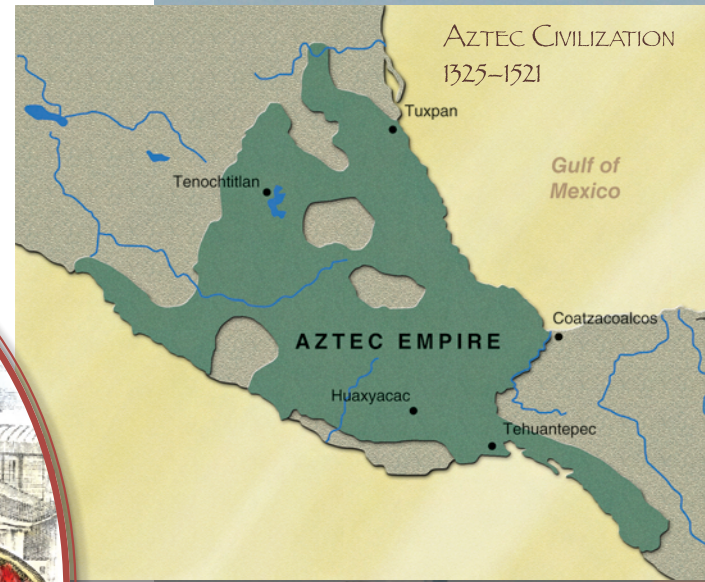 AZTEC CIVILIZATION
1325–1521
Tuxpan
Gulf of
Mexico
Tenochtitlan
Coatzacoalcos
AZTEC EMPIRE
Huaxyacac
Tehuantepec